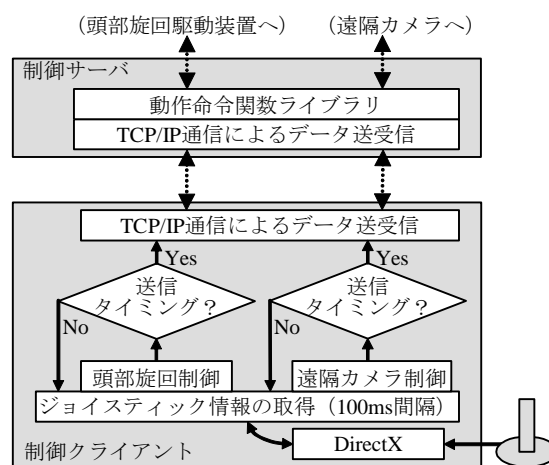 (頭部旋回駆動装置へ) (遠隔カメラへ)
制御サーバ
動作命令関数ライブラリ
TCP/IP通信によるデータ送受信
TCP/IP通信によるデータ送受信
Yes Yes
送信 送信
タイミング? タイミング?
No No
頭部旋回制御 遠隔カメラ制御
ジョイスティック情報の取得(100ms間隔)
制御クライアント DirectX